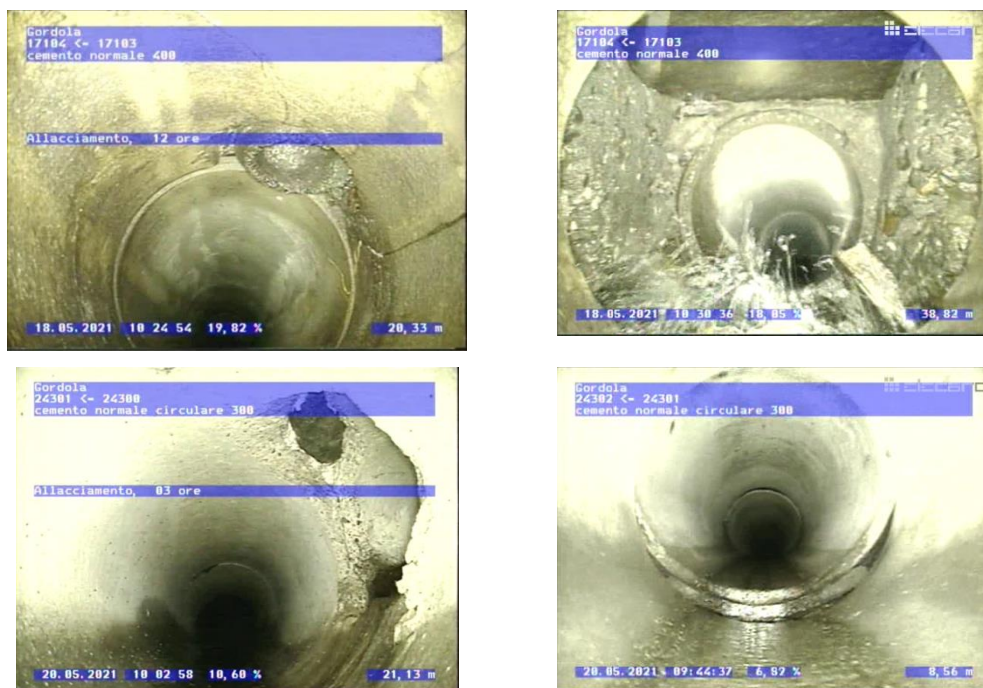 Gordola
17104 <- 17103
cemento normale 400
Allacciamento, 12 ore
18.05.2021 10 24 54 19,82 % 20,33 m
Gordola
17104 <- 17103
cemento normale 400
18.05.2021 10 30 36 -18,05 % 38,82 m
Gordola
24301 <- 24300
cemento normale circulare 300
Allacciamento, 03 ore
20.05.2021 10 02 58 10,60 % 21,13 m
Gordola
24302 <- 24301
cemento normale circulare 300
20.05.2021 09:44:37 6,52 % 8,56 m